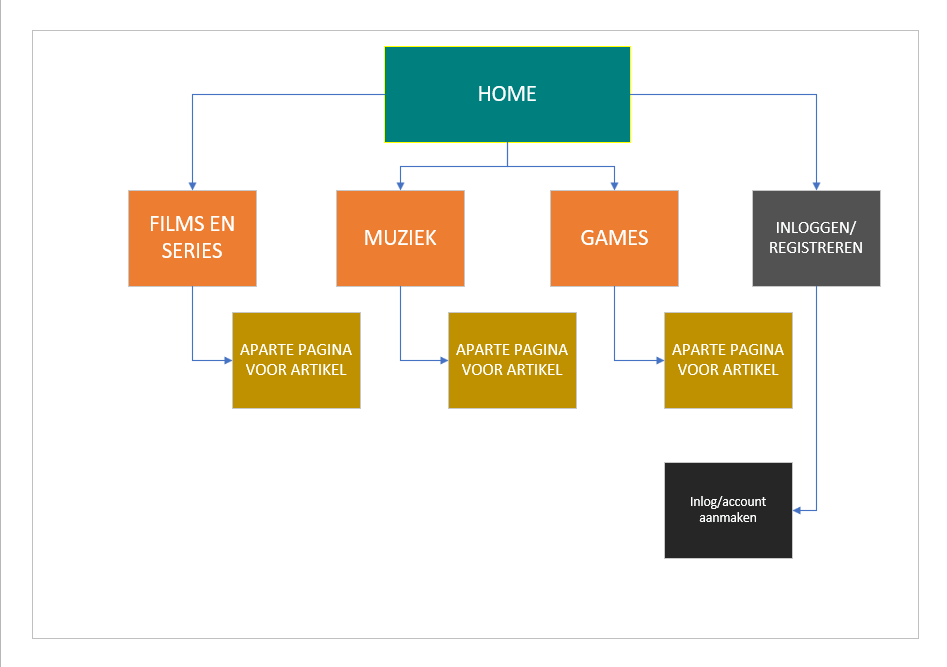 HOME
FILMS EN
SERIES
MUZIEK
GAMES
INLOGGEN/
REGISTREREN
APARTE PAGINA
VOOR ARTIKEL
APARTE PAGINA
VOOR ARTIKEL
APARTE PAGINA
VOOR ARTIKEL
Inlog/account
aanmaken